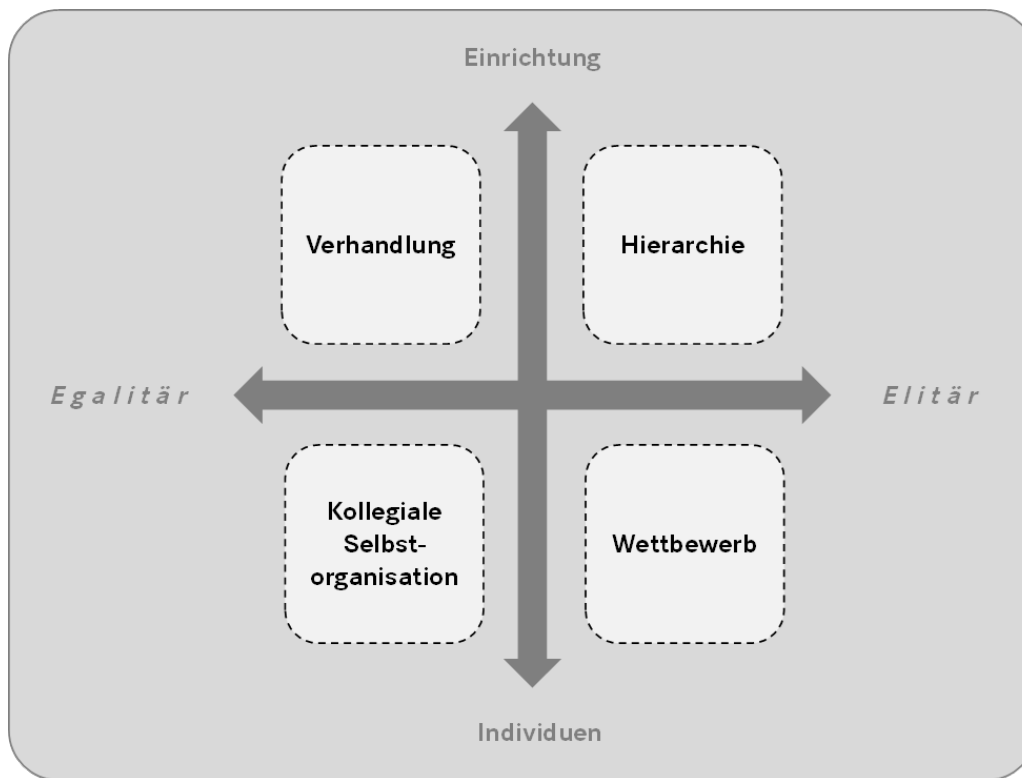 Einrichtung
Verhandlung
Hierarchie
Egalitär
Elitär
Kollegiale
Selbst-
organisation
Wettbewerb
Individuen